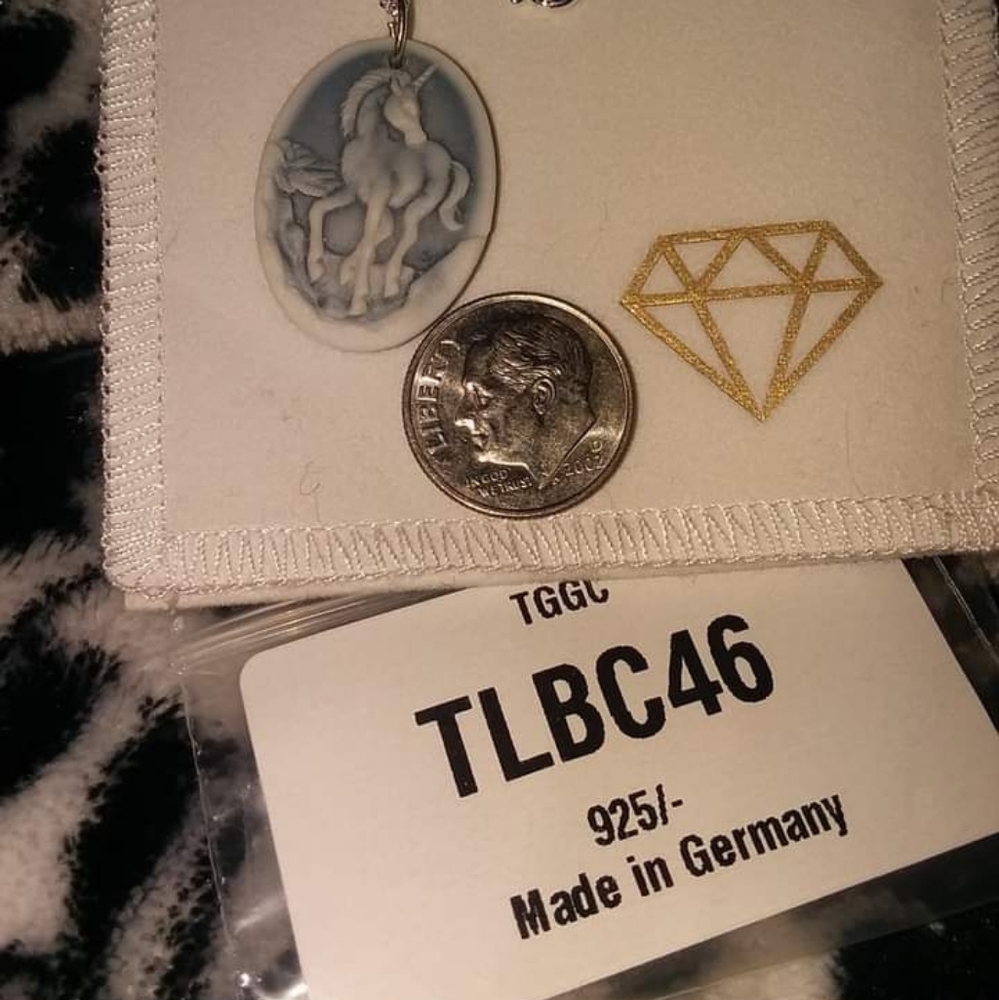 LIBERTY
IN GOD
WE TRUST
D
2002
TGGC
TLBC46
925/-
Made in Germany